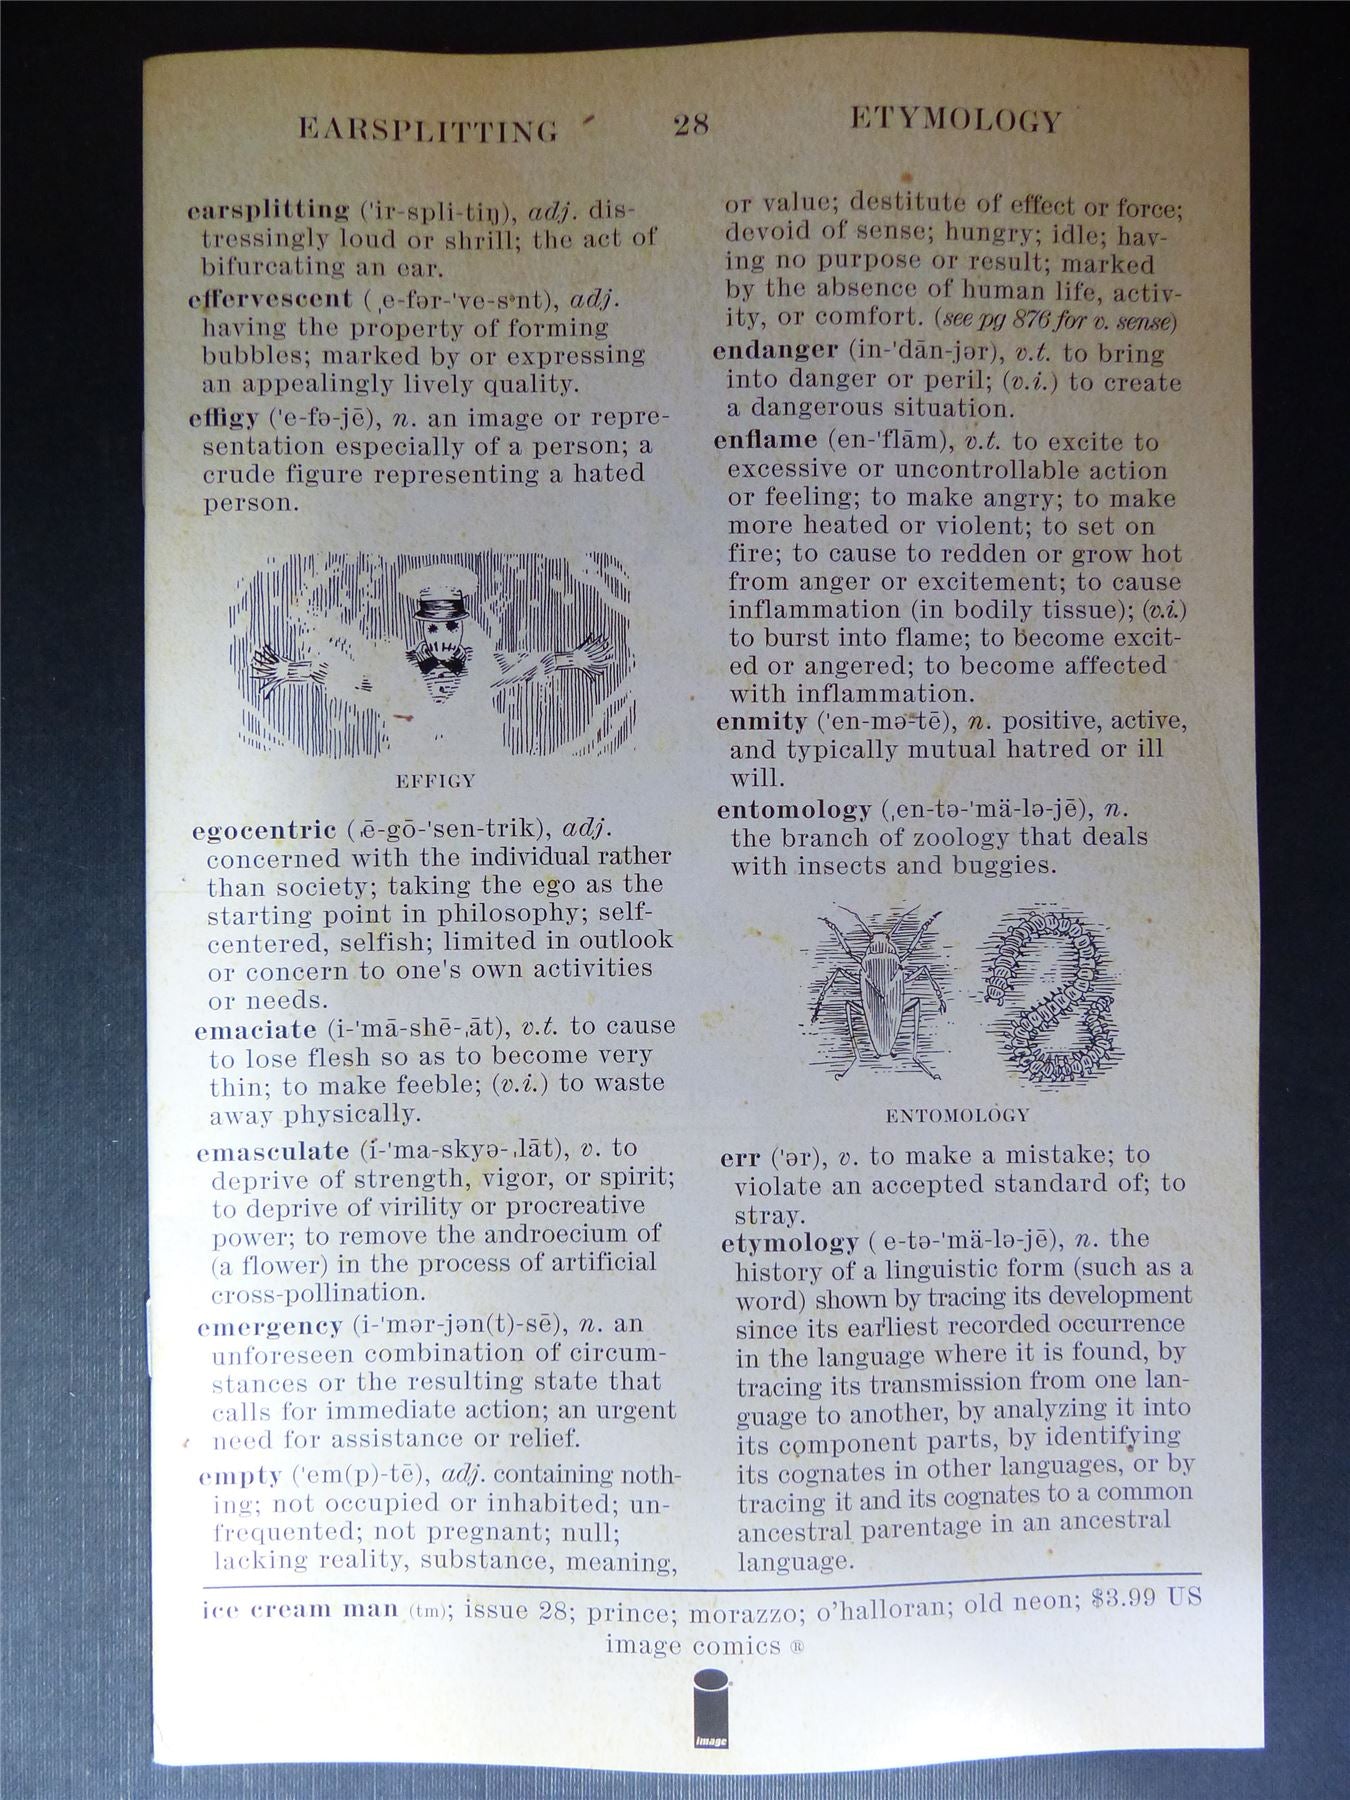 EARSPLITTING 28 ETYMOLOGY
earsplitting ('ir-spli-tiŋ), adj. dis-
tressingly loud or shrill; the act of
bifurcating an ear.
effervescent (ˌe-fər-'ve-sᵊnt), adj.
having the property of forming
bubbles; marked by or expressing
an appealingly lively quality.
effigy ('e-fə-jē), n. an image or repre-
sentation especially of a person; a
crude figure representing a hated
person.
EFFIGY
egocentric (ˌē-gō-'sen-trik), adj.
concerned with the individual rather
than society; taking the ego as the
starting point in philosophy; self-
centered, selfish; limited in outlook
or concern to one's own activities
or needs.
emaciate (i-'mā-shē-ˌāt), v.t. to cause
to lose flesh so as to become very
thin; to make feeble; (v.i.) to waste
away physically.
emasculate (i-'ma-skyə-ˌlāt), v. to
deprive of strength, vigor, or spirit;
to deprive of virility or procreative
power; to remove the androecium of
(a flower) in the process of artificial
cross-pollination.
emergency (i-'mər-jən(t)-sē), n. an
unforeseen combination of circum-
stances or the resulting state that
calls for immediate action; an urgent
need for assistance or relief.
empty ('em(p)-tē), adj. containing noth-
ing; not occupied or inhabited; un-
frequented; not pregnant; null;
lacking reality, substance, meaning,
or value; destitute of effect or force;
devoid of sense; hungry; idle; hav-
ing no purpose or result; marked
by the absence of human life, activ-
ity, or comfort. (see pg 876 for v. sense)
endanger (in-'dān-jər), v.t. to bring
into danger or peril; (v.i.) to create
a dangerous situation.
enflame (en-'flām), v.t. to excite to
excessive or uncontrollable action
or feeling; to make angry; to make
more heated or violent; to set on
fire; to cause to redden or grow hot
from anger or excitement; to cause
inflammation (in bodily tissue); (v.i.)
to burst into flame; to become excit-
ed or angered; to become affected
with inflammation.
enmity ('en-mə-tē), n. positive, active,
and typically mutual hatred or ill
will.
entomology (ˌen-tə-'mä-lə-jē), n.
the branch of zoology that deals
with insects and buggies.
ENTOMOLOGY
err ('ər), v. to make a mistake; to
violate an accepted standard of; to
stray.
etymology ( e-tə-'mä-lə-jē), n. the
history of a linguistic form (such as a
word) shown by tracing its development
since its earliest recorded occurrence
in the language where it is found, by
tracing its transmission from one lan-
guage to another, by analyzing it into
its component parts, by identifying
its cognates in other languages, or by
tracing it and its cognates to a common
ancestral parentage in an ancestral
language.
ice cream man (tm); issue 28; prince; morazzo; o'halloran; old neon; $3.99 US
image comics ®
image